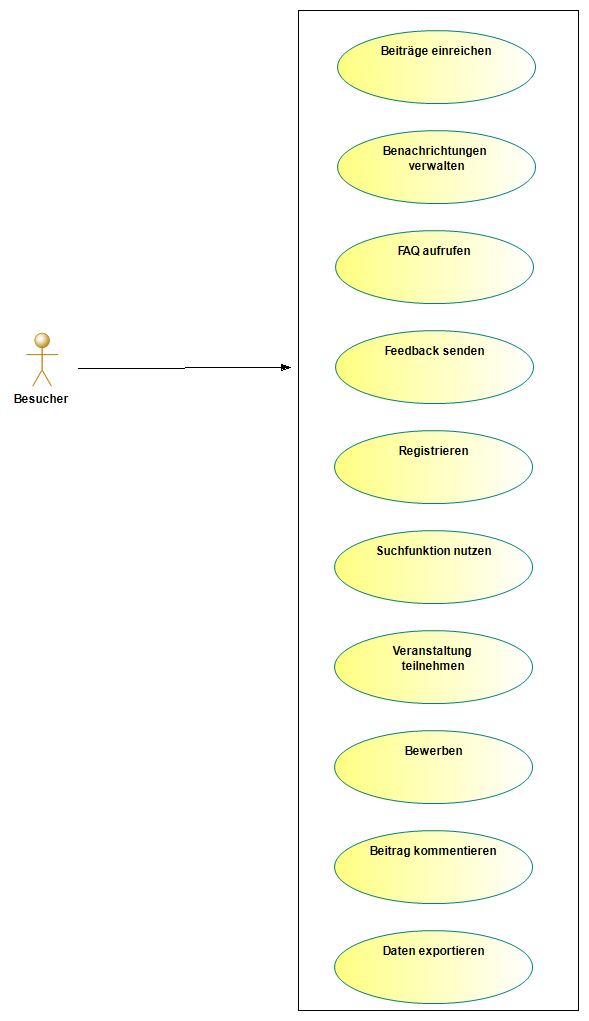 Beiträge einreichen
Benachrichtungen
verwalten
FAQ aufrufen
Feedback senden
Besucher
Registrieren
Suchfunktion nutzen
Veranstaltung
teilnehmen
Bewerben
Beitrag kommentieren
Daten exportieren